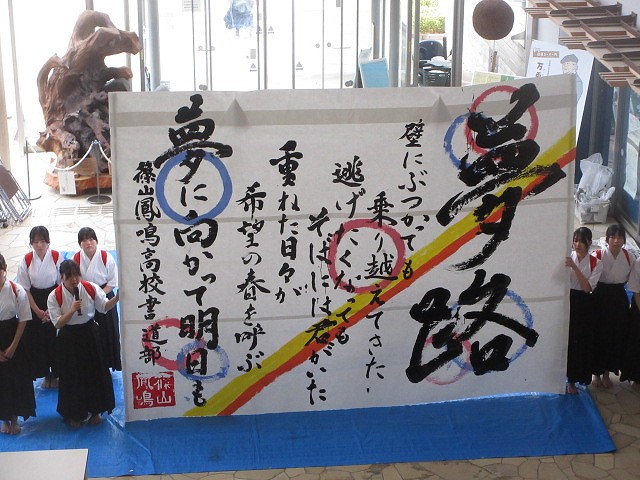 夢路
壁にぶつかっても
乗り越えてきた.
逃げたくなっても
そばには君がいた
重ねた日々が
希望の春を呼ぶ
夢に向かって明日も
篠山鳳鳴高校書道部
篠山
鳳鳴